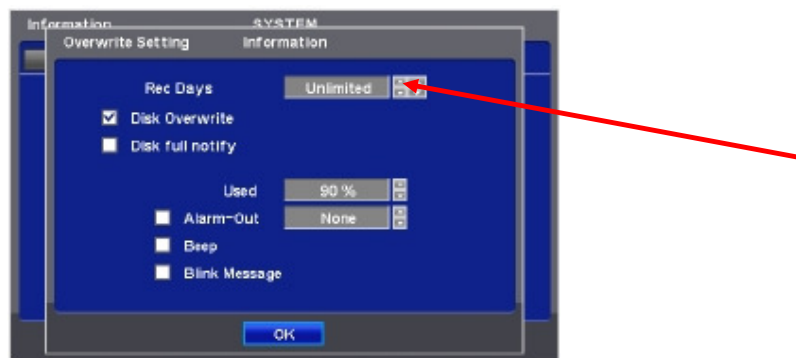 Information SYSTEM
Overwrite Setting Information
Rec Days Unlimited
Disk Overwrite
Disk full notify
Used 90 %
Alarm-Out None
Beep
Blink Message
OK